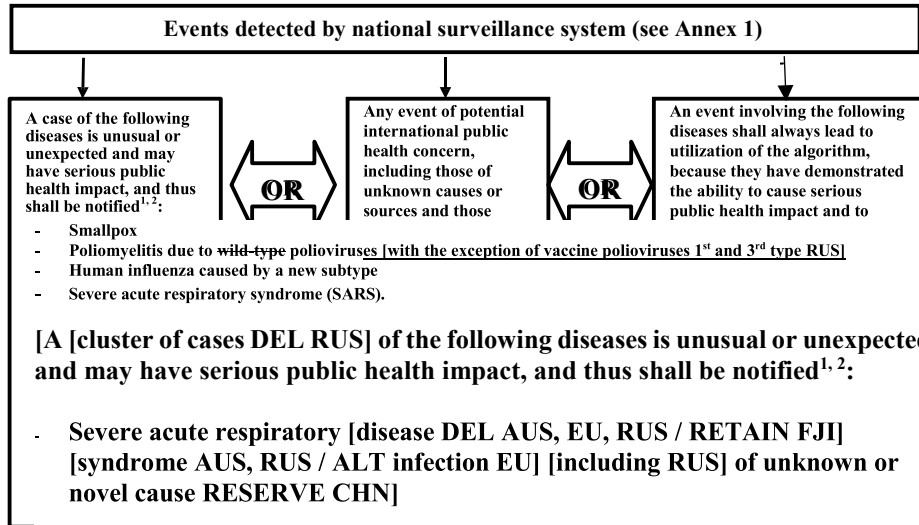 Events detected by national surveillance system (see Annex 1)
A case of the following
diseases is unusual or
unexpected and may
have serious public
health impact, and thus
shall be notified1, 2:
OR
Any event of potential
international public
health concern,
including those of
unknown causes or
sources and those
OR
An event involving the following
diseases shall always lead to
utilization of the algorithm,
because they have demonstrated
the ability to cause serious
public health impact and to
- Smallpox
- Poliomyelitis due to wild-type polioviruses [with the exception of vaccine polioviruses 1st and 3rd type RUS]
- Human influenza caused by a new subtype
- Severe acute respiratory syndrome (SARS).
[A [cluster of cases DEL RUS] of the following diseases is unusual or unexpected
and may have serious public health impact, and thus shall be notified1, 2:
- Severe acute respiratory [disease DEL AUS, EU, RUS / RETAIN FJI]
[syndrome AUS, RUS / ALT infection EU] [including RUS] of unknown or
novel cause RESERVE CHN]